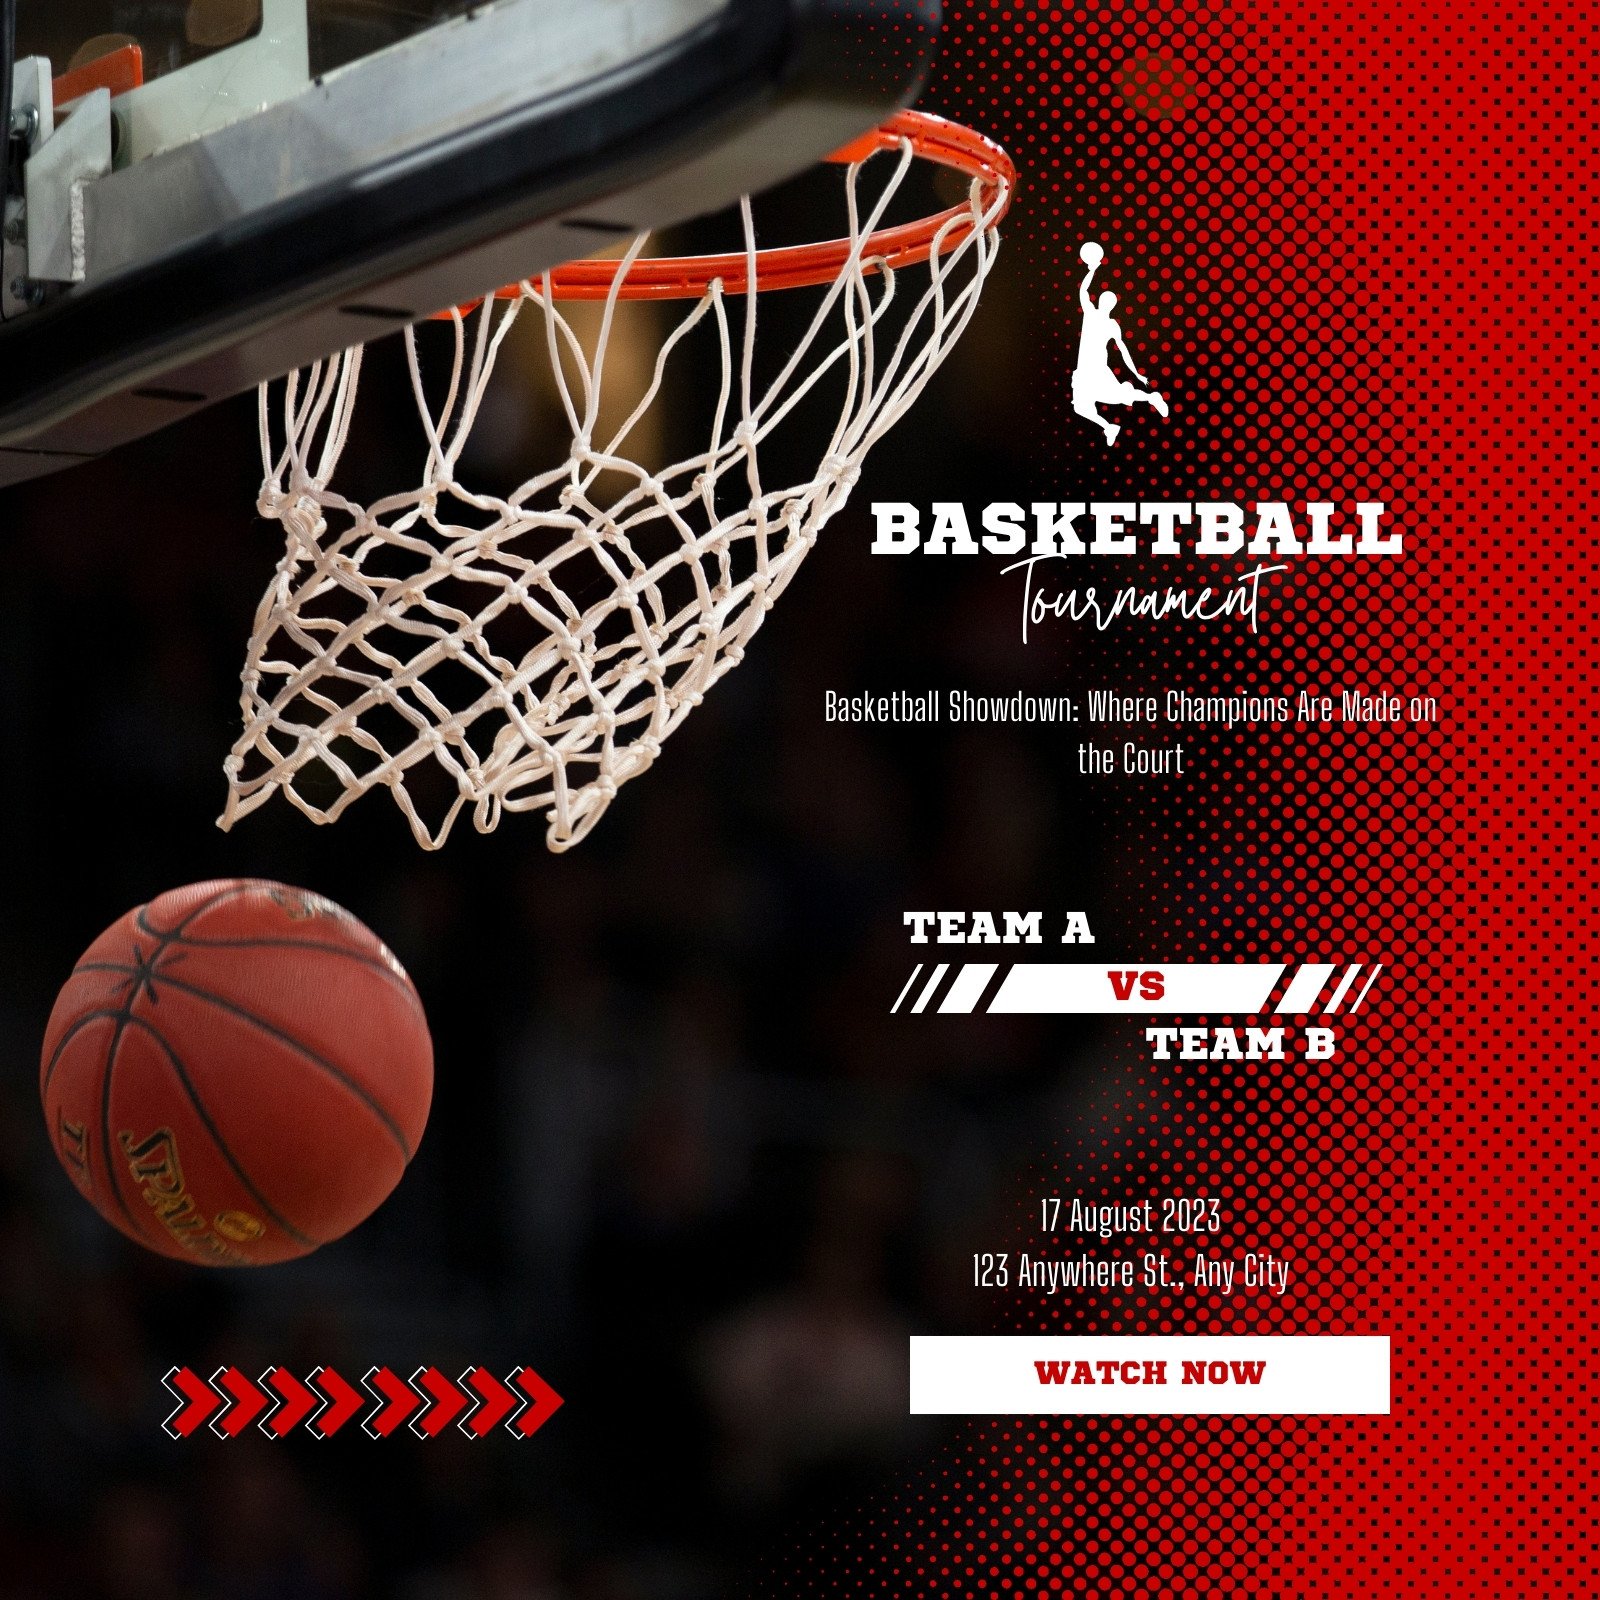 BASKETBALL
Tournament
Basketball Showdown: Where Champions Are Made on
the Court
TEAM A
VS
TEAM B
17 August 2023
123 Anywhere St., Any City
WATCH NOW